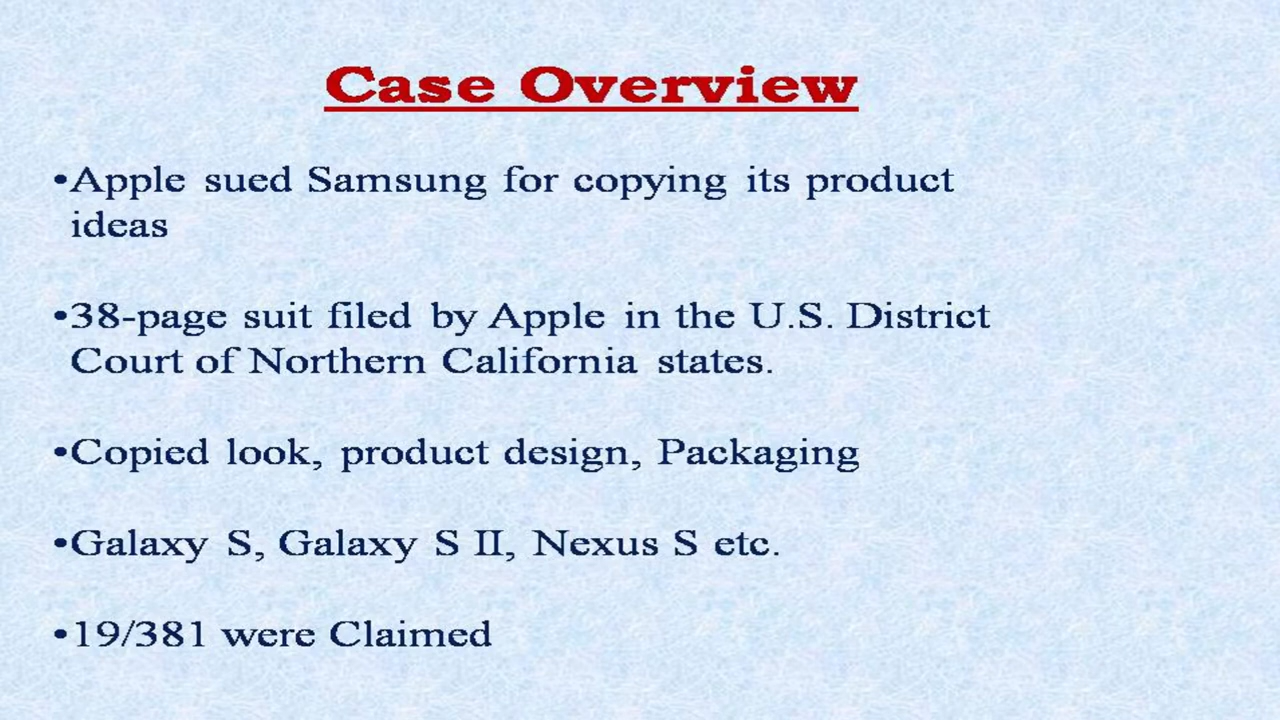 Case Overview
•Apple sued Samsung for copying its product
ideas
•38-page suit filed by Apple in the U.S. District
Court of Northern California states.
•Copied look, product design, Packaging
•Galaxy S, Galaxy S II, Nexus S etc.
•19/381 were Claimed